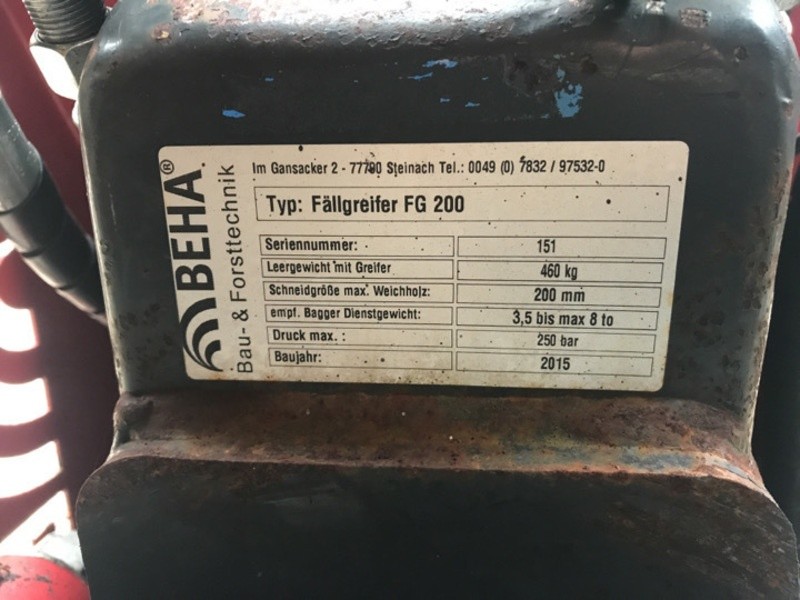 BEHA®
Bau- & Forsttechnik
Im Gansacker 2 - 77790 Steinach Tel.: 0049 (0) 7832 / 97532-0
Typ: Fällgreifer FG 200
Seriennummer: 151
Leergewicht mit Greifer 460 kg
Schneidgröße max. Weichholz: 200 mm
empf. Bagger Dienstgewicht: 3,5 bis max 8 to
Druck max. : 250 bar
Baujahr: 2015